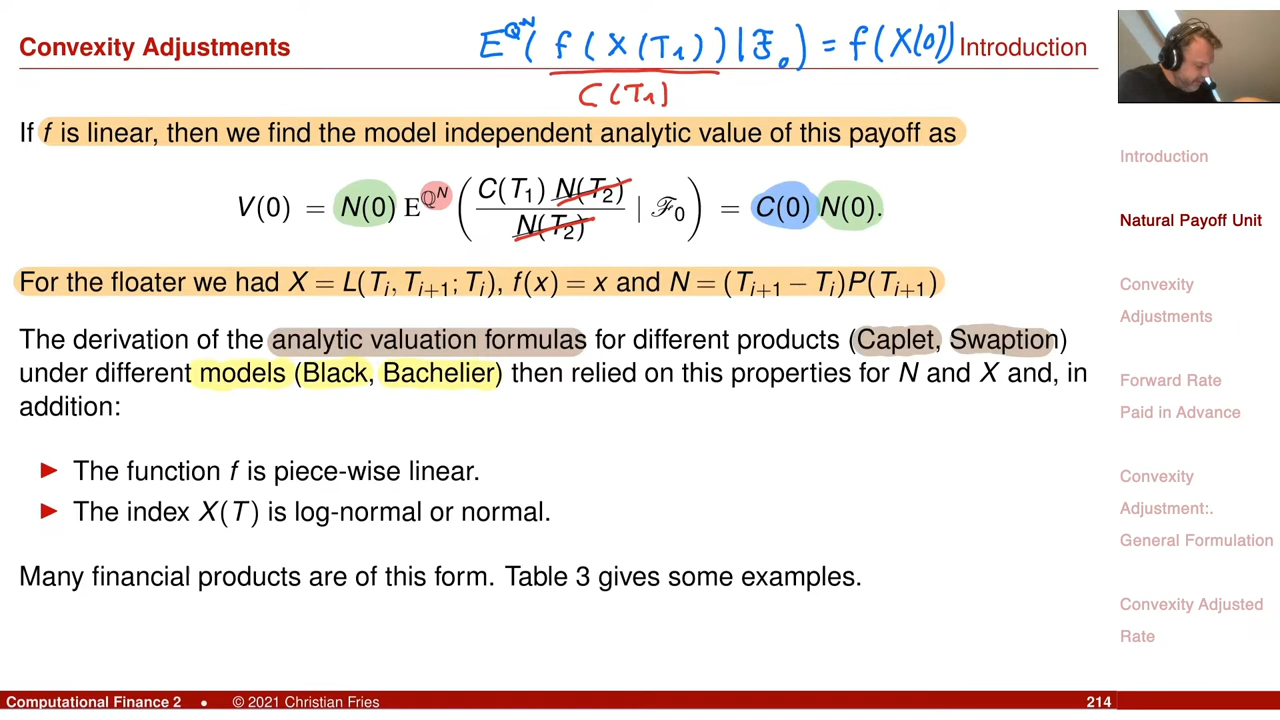 Convexity Adjustments
E^{Q^N}( f ( X (T₁) ) | ℱ₀ ) = f (X(0))
Introduction
C(T₁)
If f is linear, then we find the model independent analytic value of this payoff as
V(0) = N(0) E^{ℚ^N} ( C(T₁) N(T₂) / N(T₂) | ℱ₀ ) = C(0) N(0).
For the floater we had X = L(Tᵢ, Tᵢ₊₁; Tᵢ), f(x) = x and N = (Tᵢ₊₁ − Tᵢ)P(Tᵢ₊₁)
The derivation of the analytic valuation formulas for different products (Caplet, Swaption)
under different models (Black, Bachelier) then relied on this properties for N and X and, in
addition:
► The function f is piece-wise linear.
► The index X(T) is log-normal or normal.
Many financial products are of this form. Table 3 gives some examples.
Introduction
Natural Payoff Unit
Convexity
Adjustments
Forward Rate
Paid in Advance
Convexity
Adjustment:.
General Formulation
Convexity Adjusted
Rate
Computational Finance 2 • © 2021 Christian Fries
214